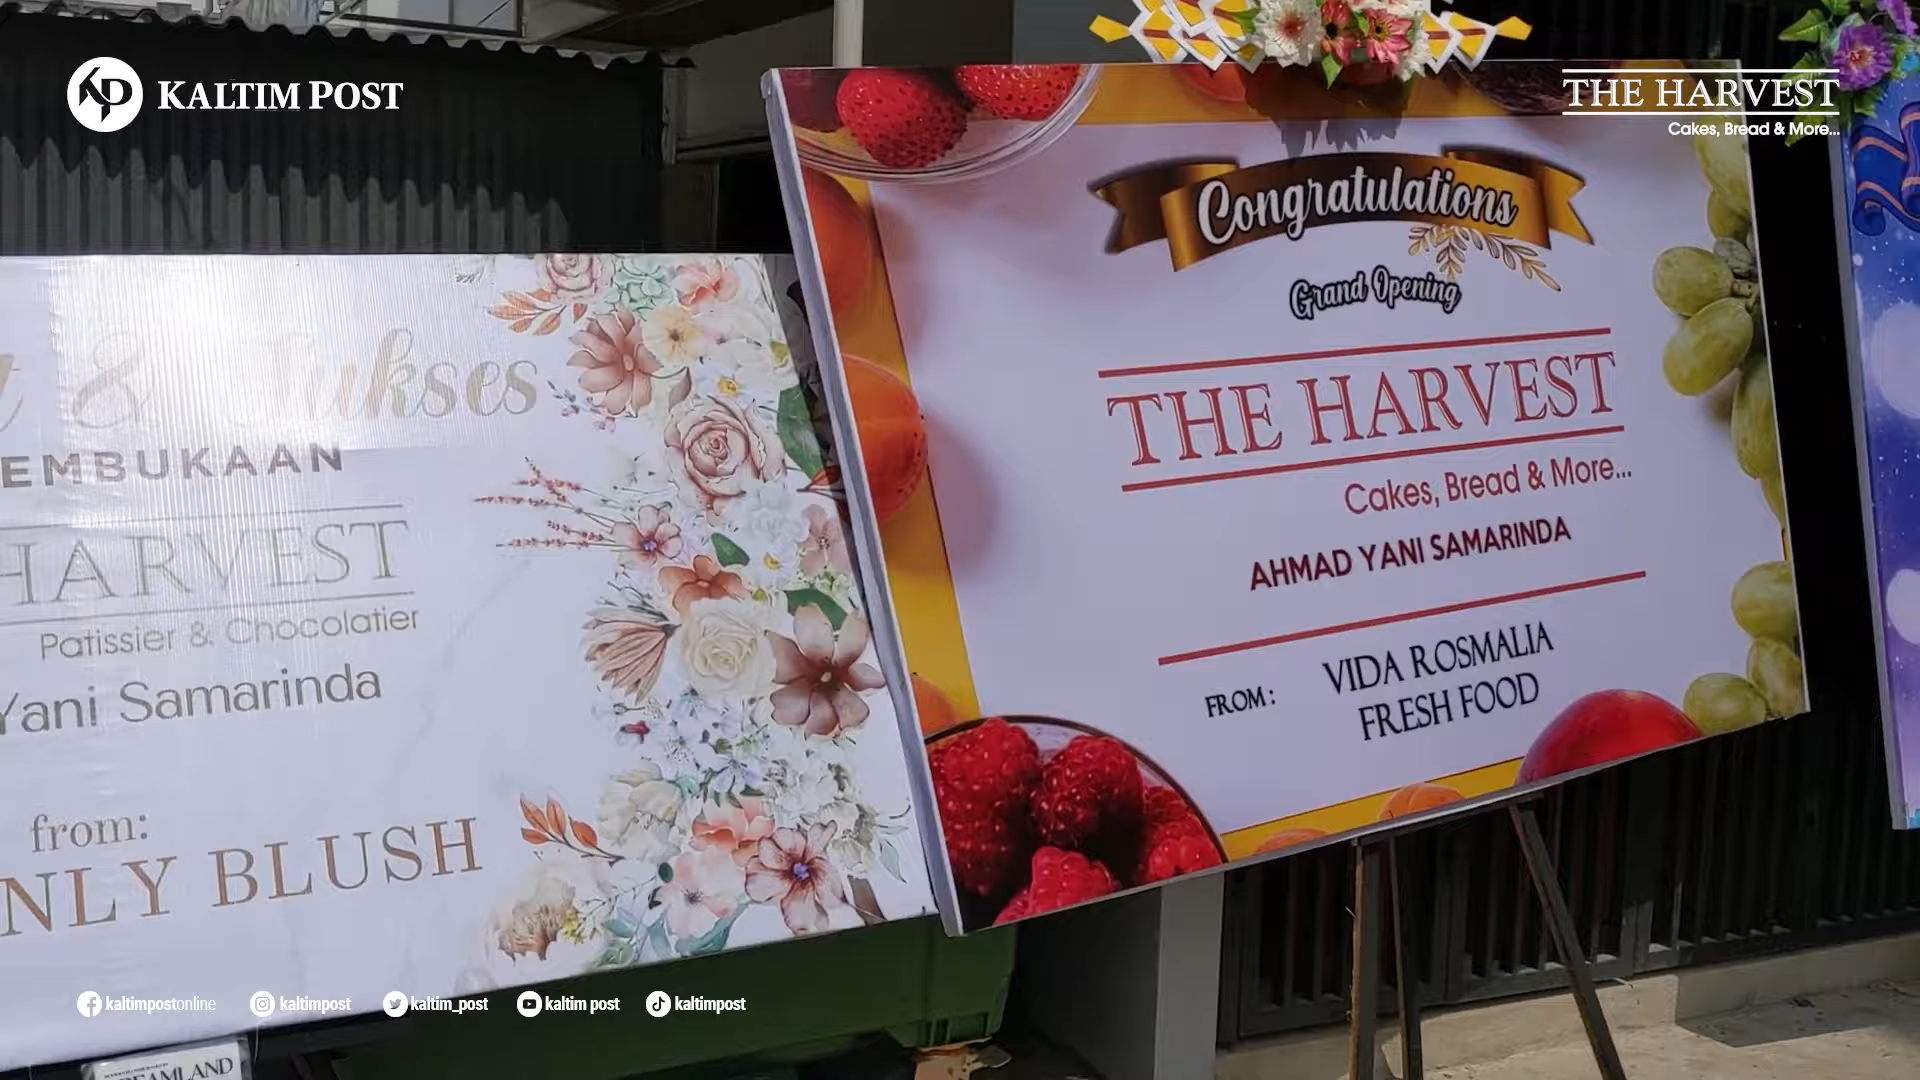 KP KALTIM POST
THE HARVEST
Cakes, Bread & More...
& Sukses
EMBUKAAN
HARVEST
Patissier & Chocolatier
Yani Samarinda
from:
NLY BLUSH
Congratulations
Grand Opening
THE HARVEST
Cakes, Bread & More...
AHMAD YANI SAMARINDA
FROM :
VIDA ROSMALIA
FRESH FOOD
kaltimpostonline
kaltimpost
kaltim_post
kaltim post
kaltimpost
EAMLAND